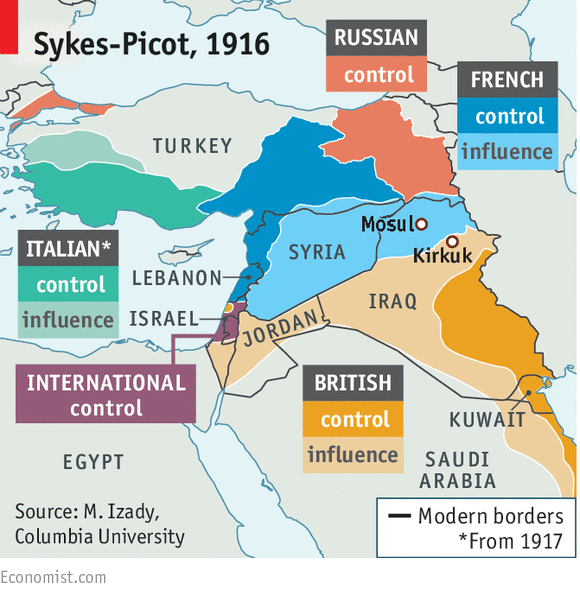 Sykes-Picot, 1916
RUSSIAN
control
FRENCH
control
influence
TURKEY
Mosul
Kirkuk
SYRIA
ITALIAN*
control
influence
LEBANON
ISRAEL
JORDAN
IRAQ
INTERNATIONAL
control
BRITISH
control
influence
KUWAIT
EGYPT
SAUDI
ARABIA
Source: M. Izady,
Columbia University
Modern borders
*From 1917
Economist.com